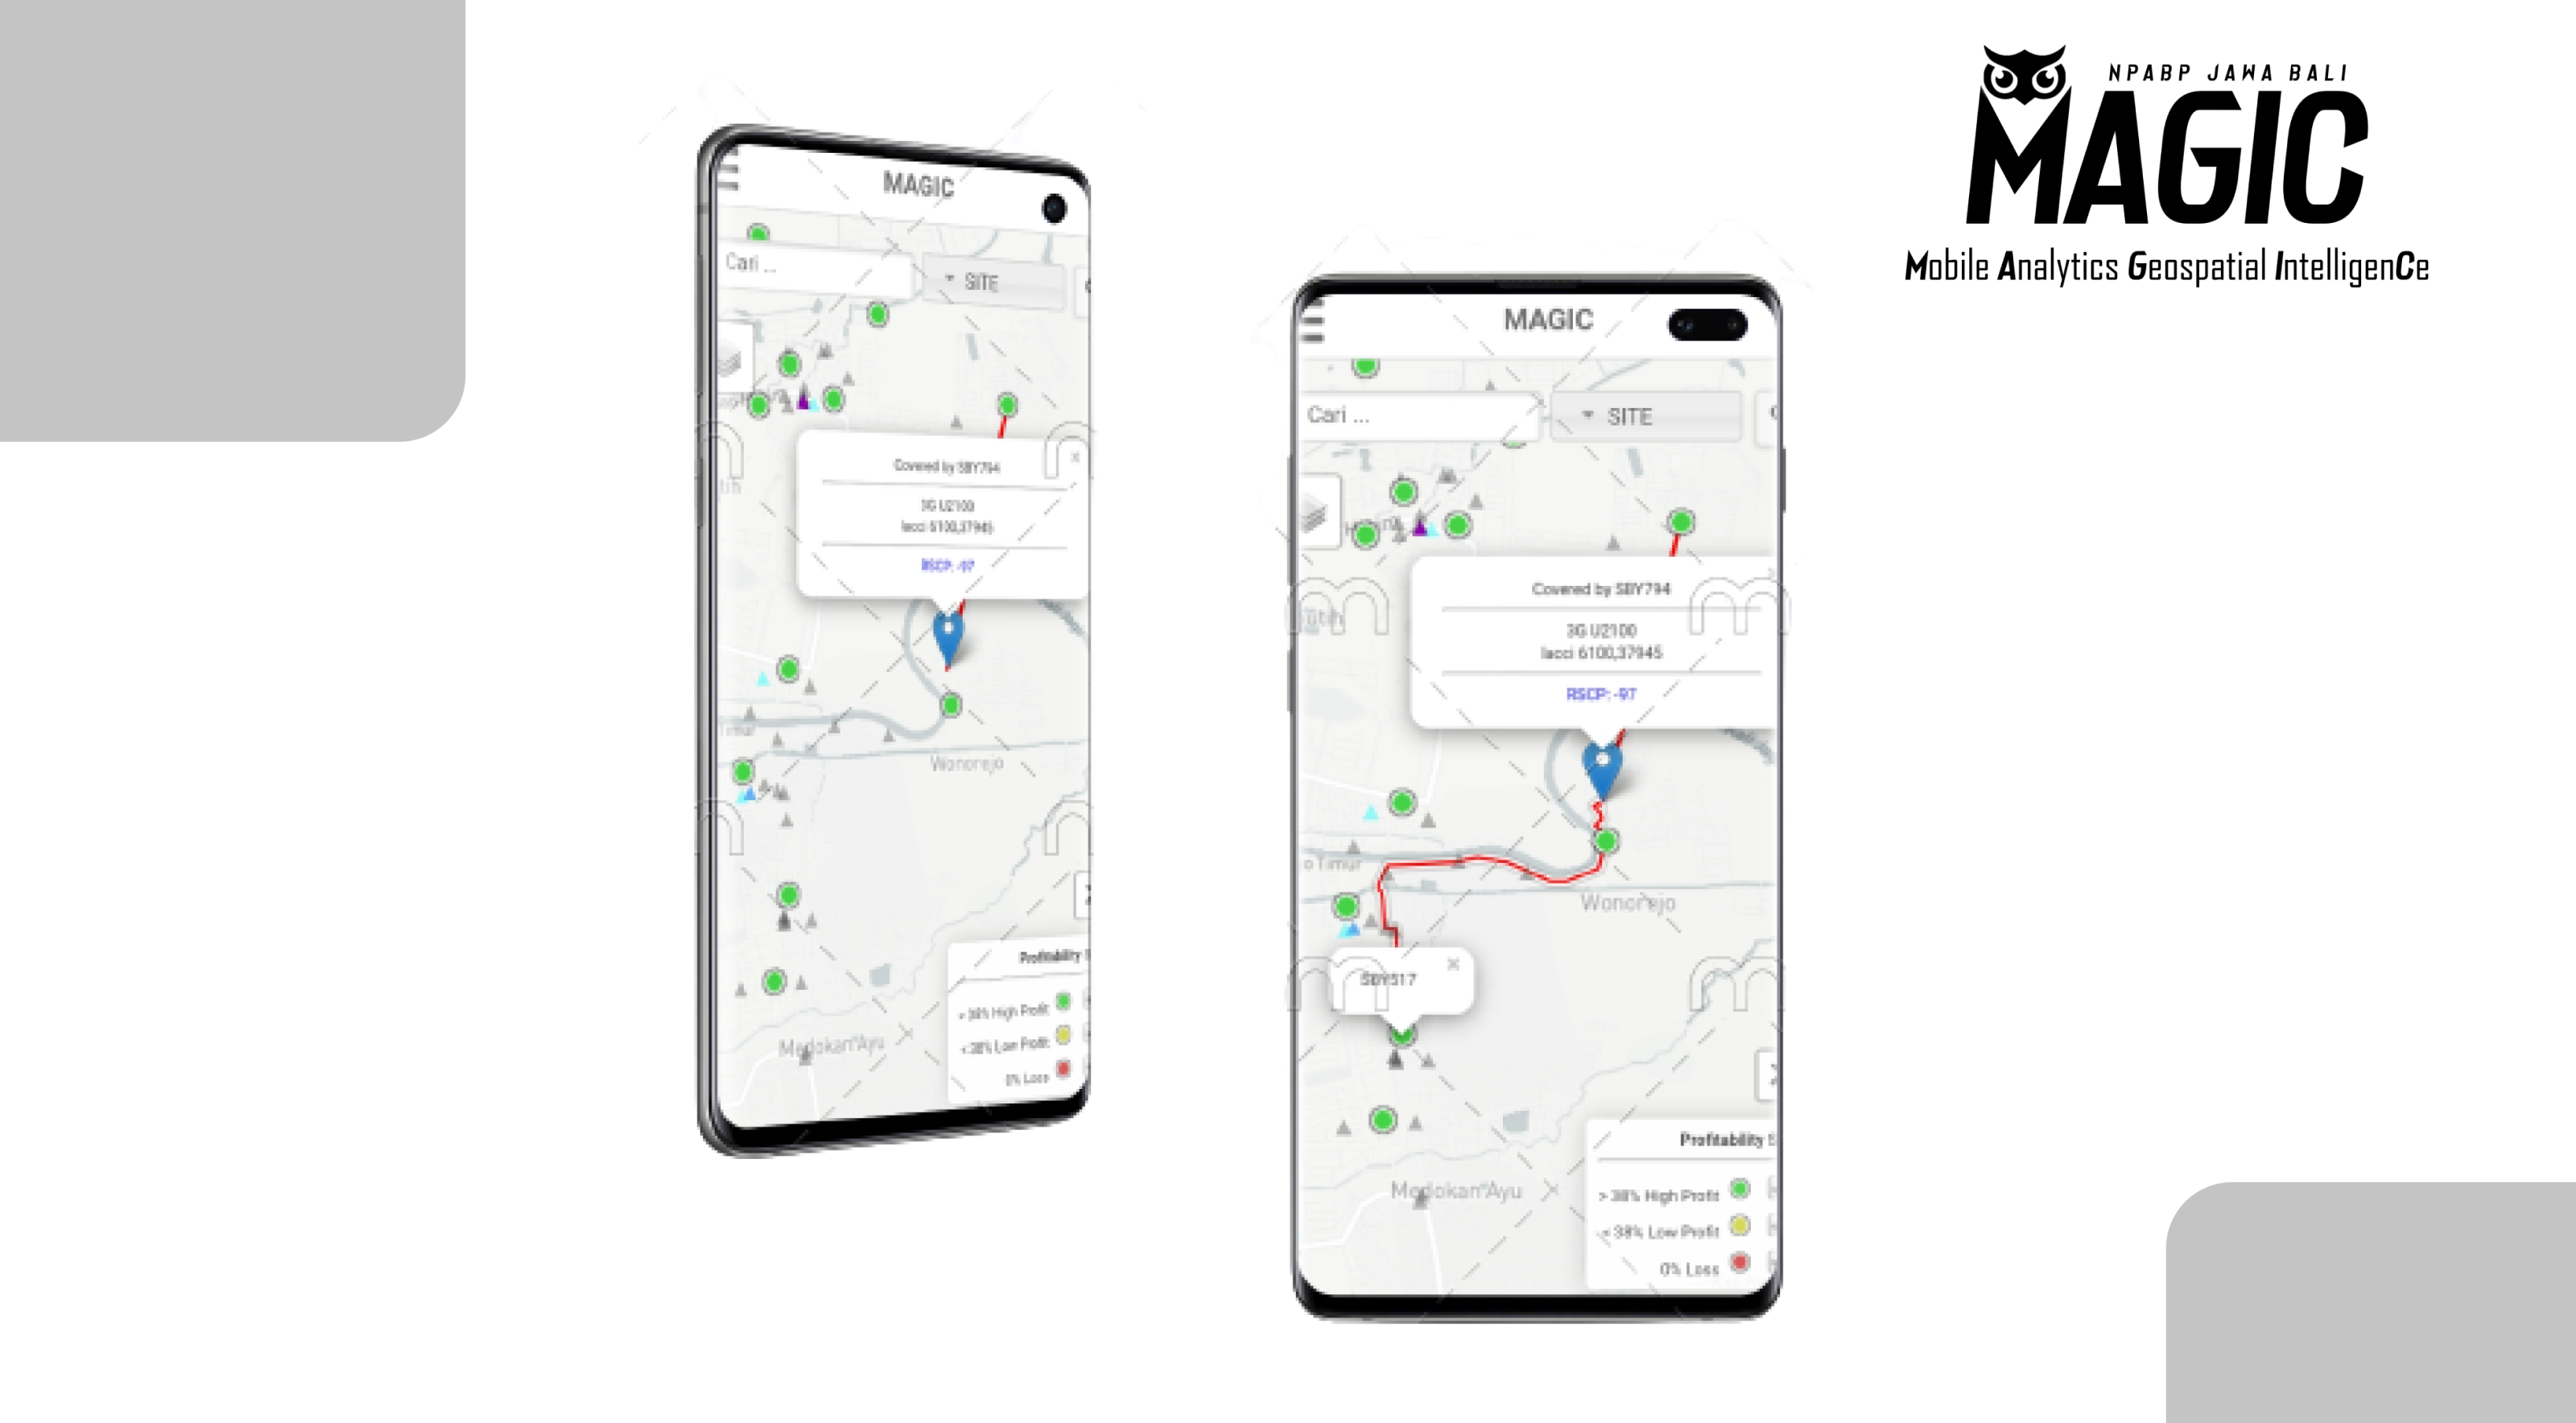 NPABP JAWA BALI
MAGIC
Mobile Analytics Geospatial IntelligenCe
MAGIC
Cari ...
SITE
Covered by SBY794
3G U2100
lacci 6100,37945
RSCP: -97
Wonorejo
Timur
Medokan Ayu
Profitability
> 38% High Profit
< 38% Low Profit
0% Loss
MAGIC
Cari ...
SITE
Covered by SBY794
3G U2100
lacci 6100,37945
RSCP: -97
o Timur
Wonorejo
SBY517
Medokan Ayu
Profitability S
> 38% High Profit
< 38% Low Profit
0% Loss